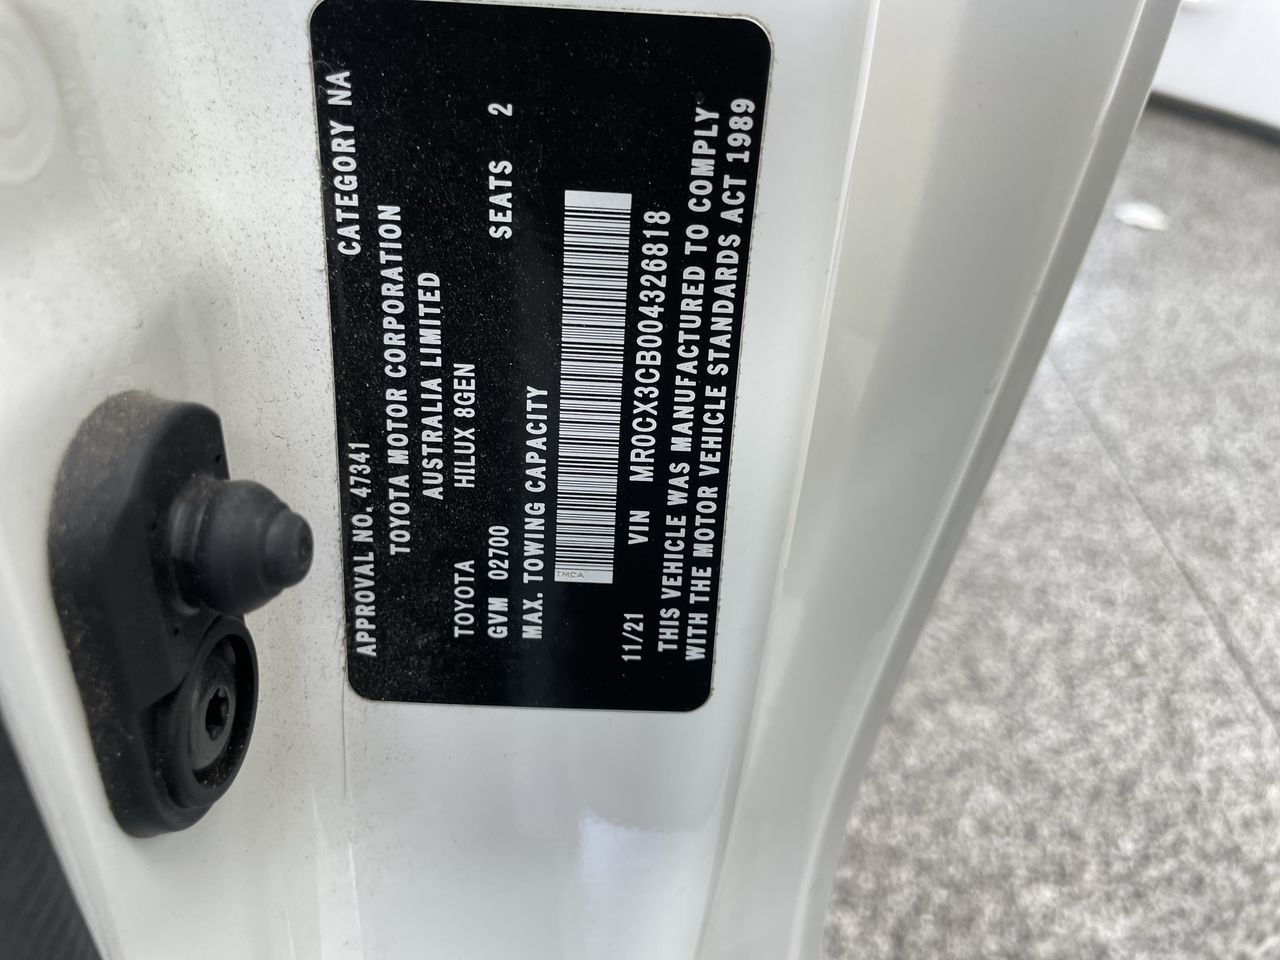 APPROVAL NO. 47341 CATEGORY NA
TOYOTA MOTOR CORPORATION
AUSTRALIA LIMITED
TOYOTA HILUX 8GEN
GVM 02700 SEATS 2
MAX. TOWING CAPACITY
TMCA
11/21 VIN MR0CX3CB004326818
THIS VEHICLE WAS MANUFACTURED TO COMPLY
WITH THE MOTOR VEHICLE STANDARDS ACT 1989